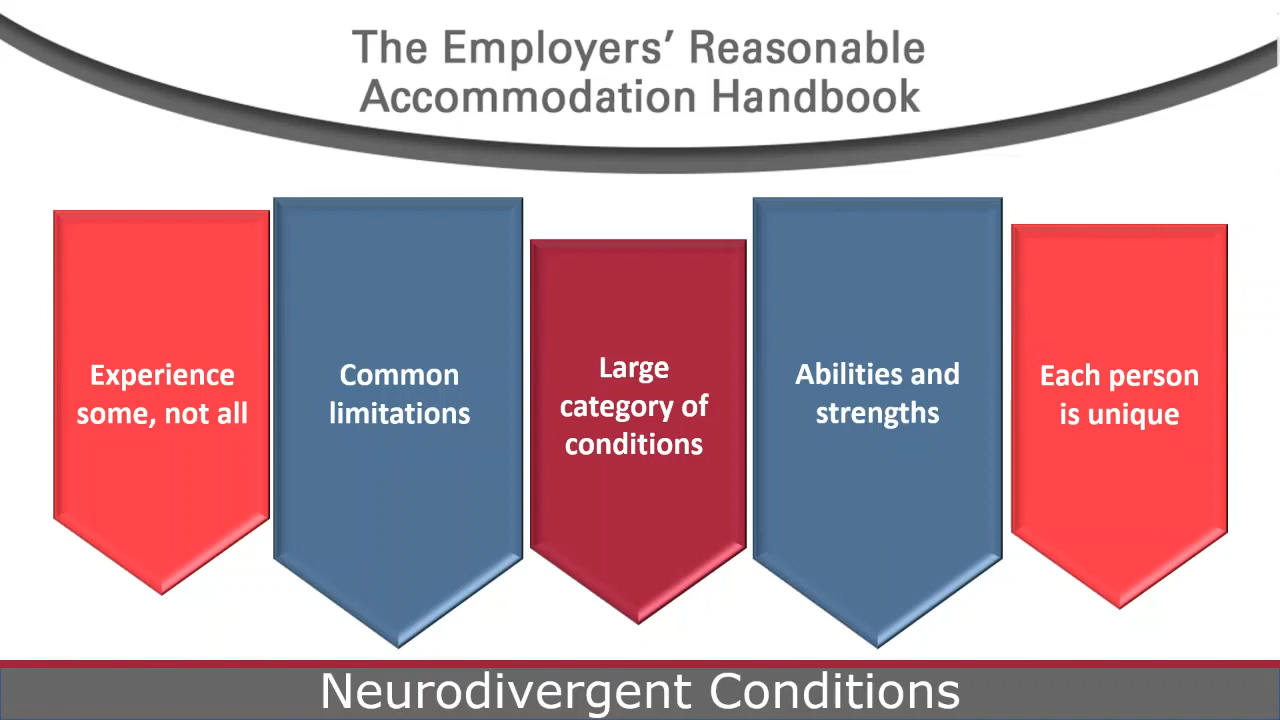 The Employers’ Reasonable
Accommodation Handbook
Experience
some, not all
Common
limitations
Large
category of
conditions
Abilities and
strengths
Each person
is unique
Neurodivergent Conditions